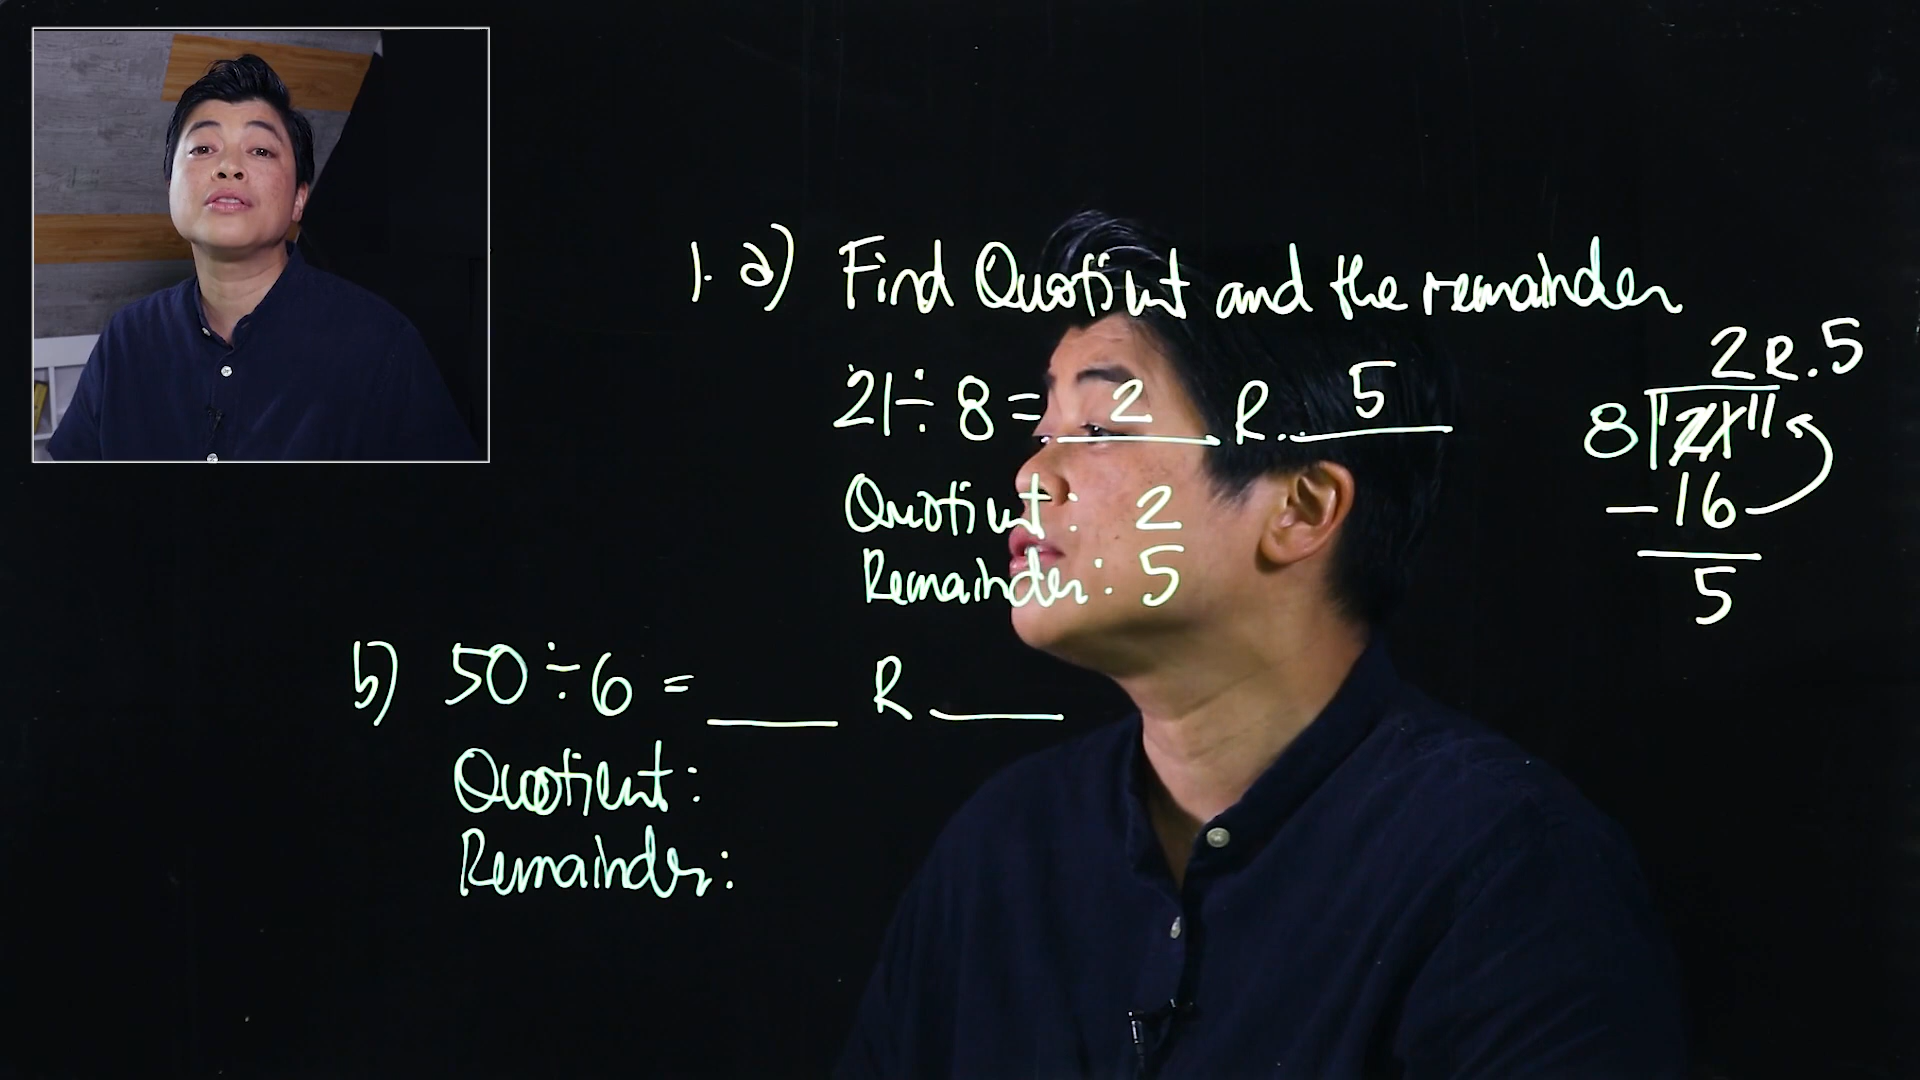 1. a) Find Quotient and the remainder
21 ÷ 8 = 2 R. 5
Quotient: 2
Remainder: 5
2 R. 5
8 21
- 16
5
b) 50 ÷ 6 = ___ R ___
Quotient:
Remainder: